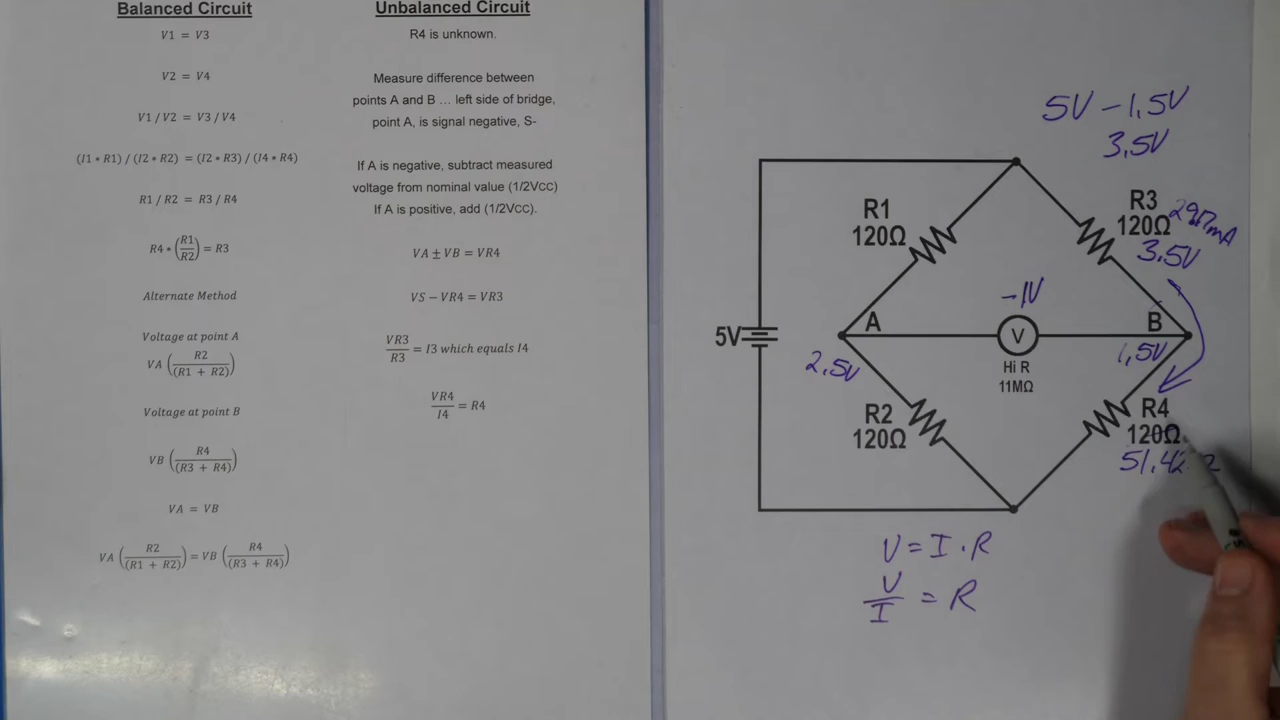 Balanced Circuit
V1 = V3
V2 = V4
V1 / V2 = V3 / V4
(I1 * R1) / (I2 * R2) = (I2 * R3) / (I4 * R4)
R1 / R2 = R3 / R4
R4 * (R1/R2) = R3
Alternate Method
Voltage at point A
VA (R2/(R1 + R2))
Voltage at point B
VB (R4/(R3 + R4))
VA = VB
VA (R2/(R1 + R2)) = VB (R4/(R3 + R4))
Unbalanced Circuit
R4 is unknown.
Measure difference between
points A and B ... left side of bridge,
point A, is signal negative, S-
If A is negative, subtract measured
voltage from nominal value (1/2VCC)
If A is positive, add (1/2VCC).
VA ± VB = VR4
VS − VR4 = VR3
VR3/R3 = I3 which equals I4
VR4/I4 = R4
5V − 1,5V
3,5V
R1
120Ω
R3
120Ω
3.5V
−1V
A
B
5V
V
2.5V
1,5V
Hi R
11MΩ
R2
120Ω
R4
120Ω
V = I · R
V/I = R